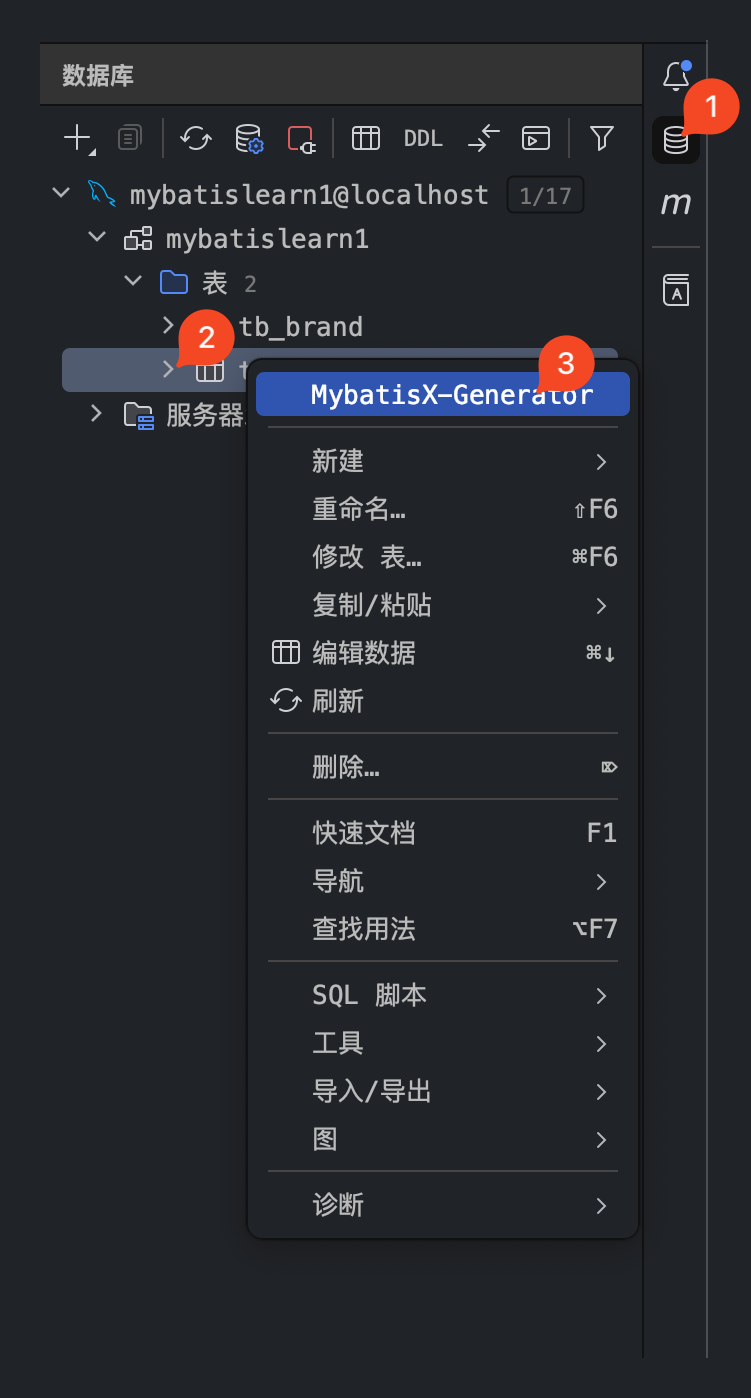 数据库
1
DDL
mybatislearn1@localhost 1/17
mybatislearn1
m
表 2
A
tb_brand
2
3
MybatisX-Generator
服务器
新建
重命名… ⇧F6
修改 表… ⌘F6
复制/粘贴
编辑数据 ⌘↓
刷新
删除… ⌦
快速文档 F1
导航
查找用法 ⌥F7
SQL 脚本
工具
导入/导出
图
诊断